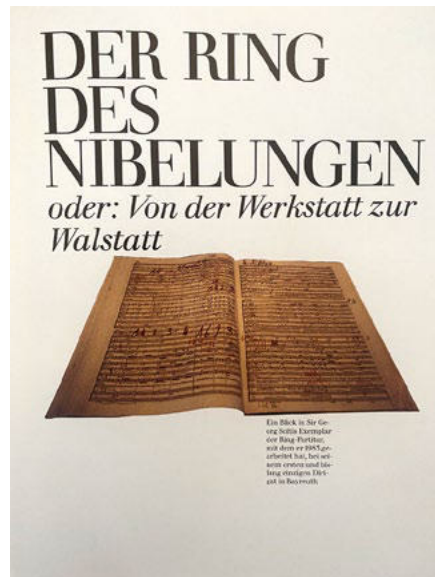 DER RING
DES
NIBELUNGEN
oder: Von der Werkstatt zur
Walstatt
Ein Blick in Sir Ge-
org Soltis Exemplar
der Ring-Partitur,
mit dem er 1983 ge-
arbeitet hat, bei sei-
nem ersten und bis-
lang einzigen Diri-
gat in Bayreuth